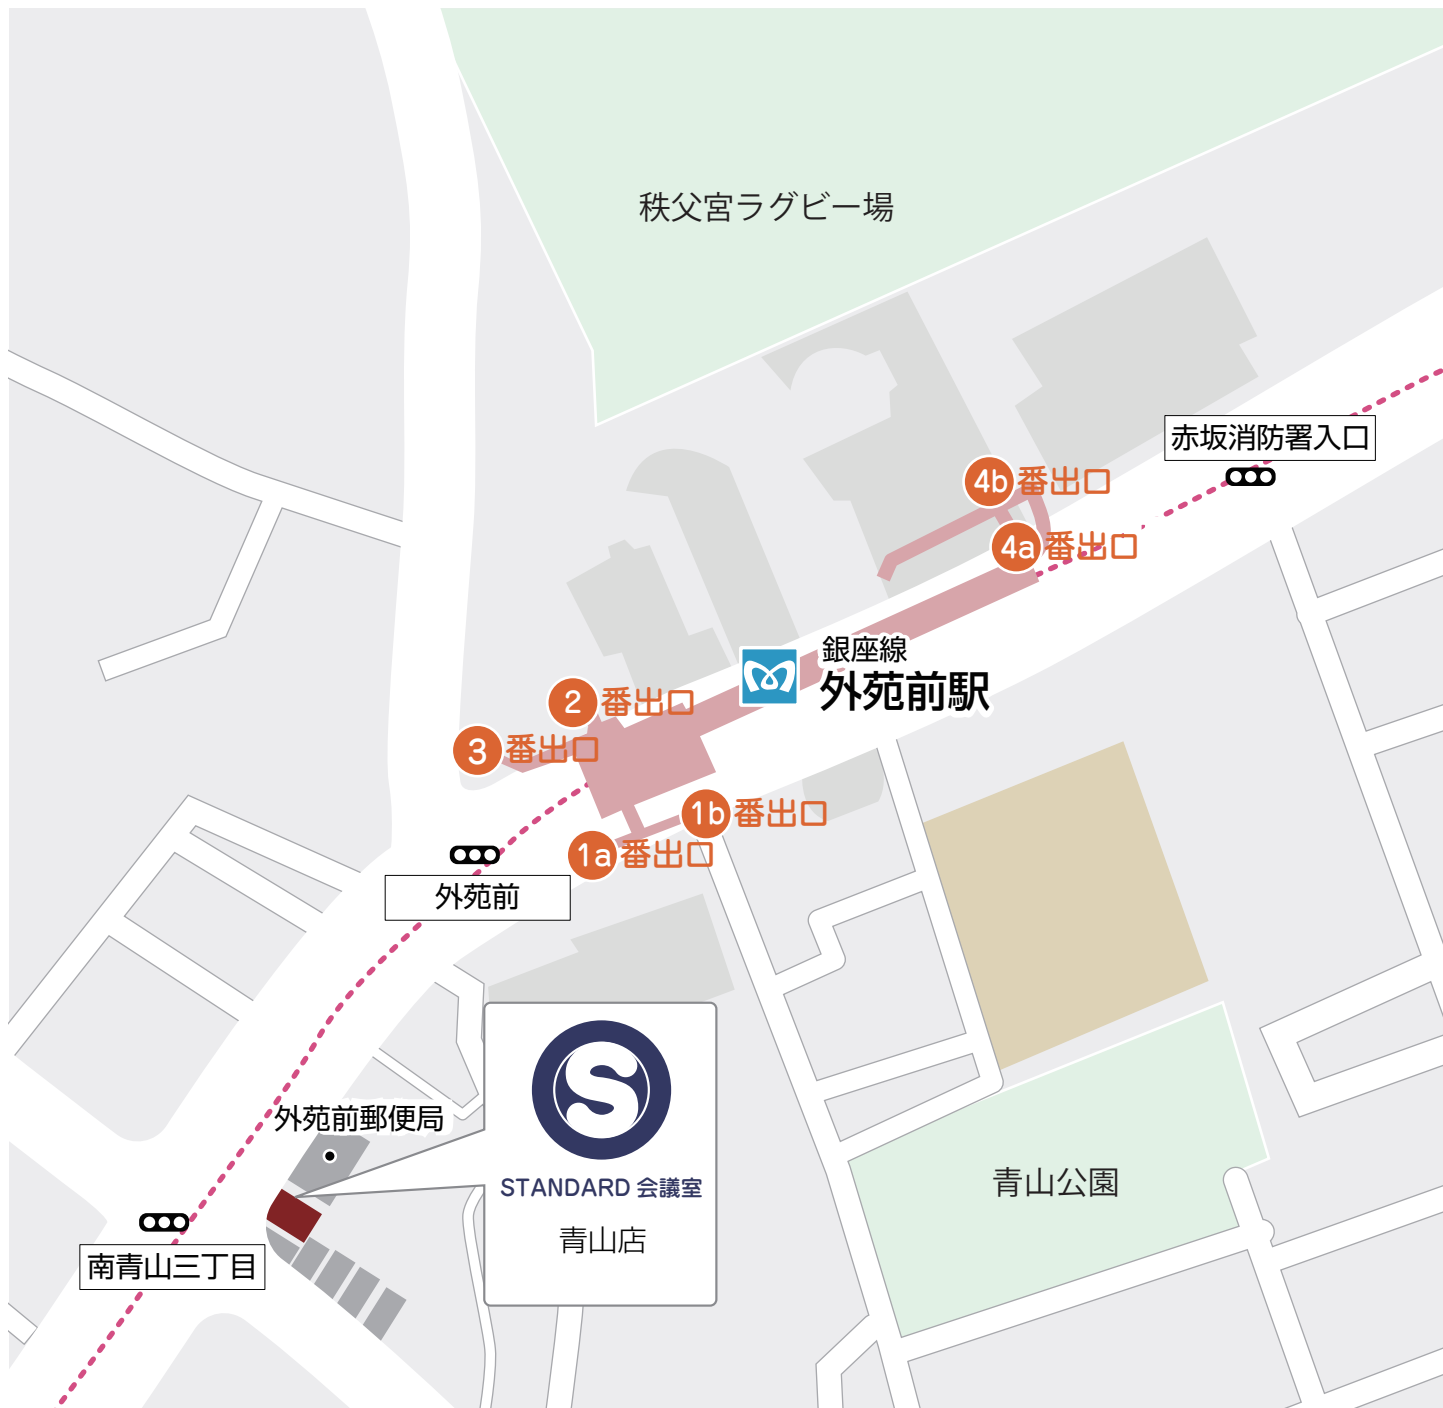 秩父宮ラグビー場
赤坂消防署入口
4b番出口
4a番出口
銀座線
外苑前駅
2番出口
3番出口
1b番出口
1a番出口
外苑前
外苑前郵便局
S
STANDARD 会議室
青山店
青山公園
南青山三丁目